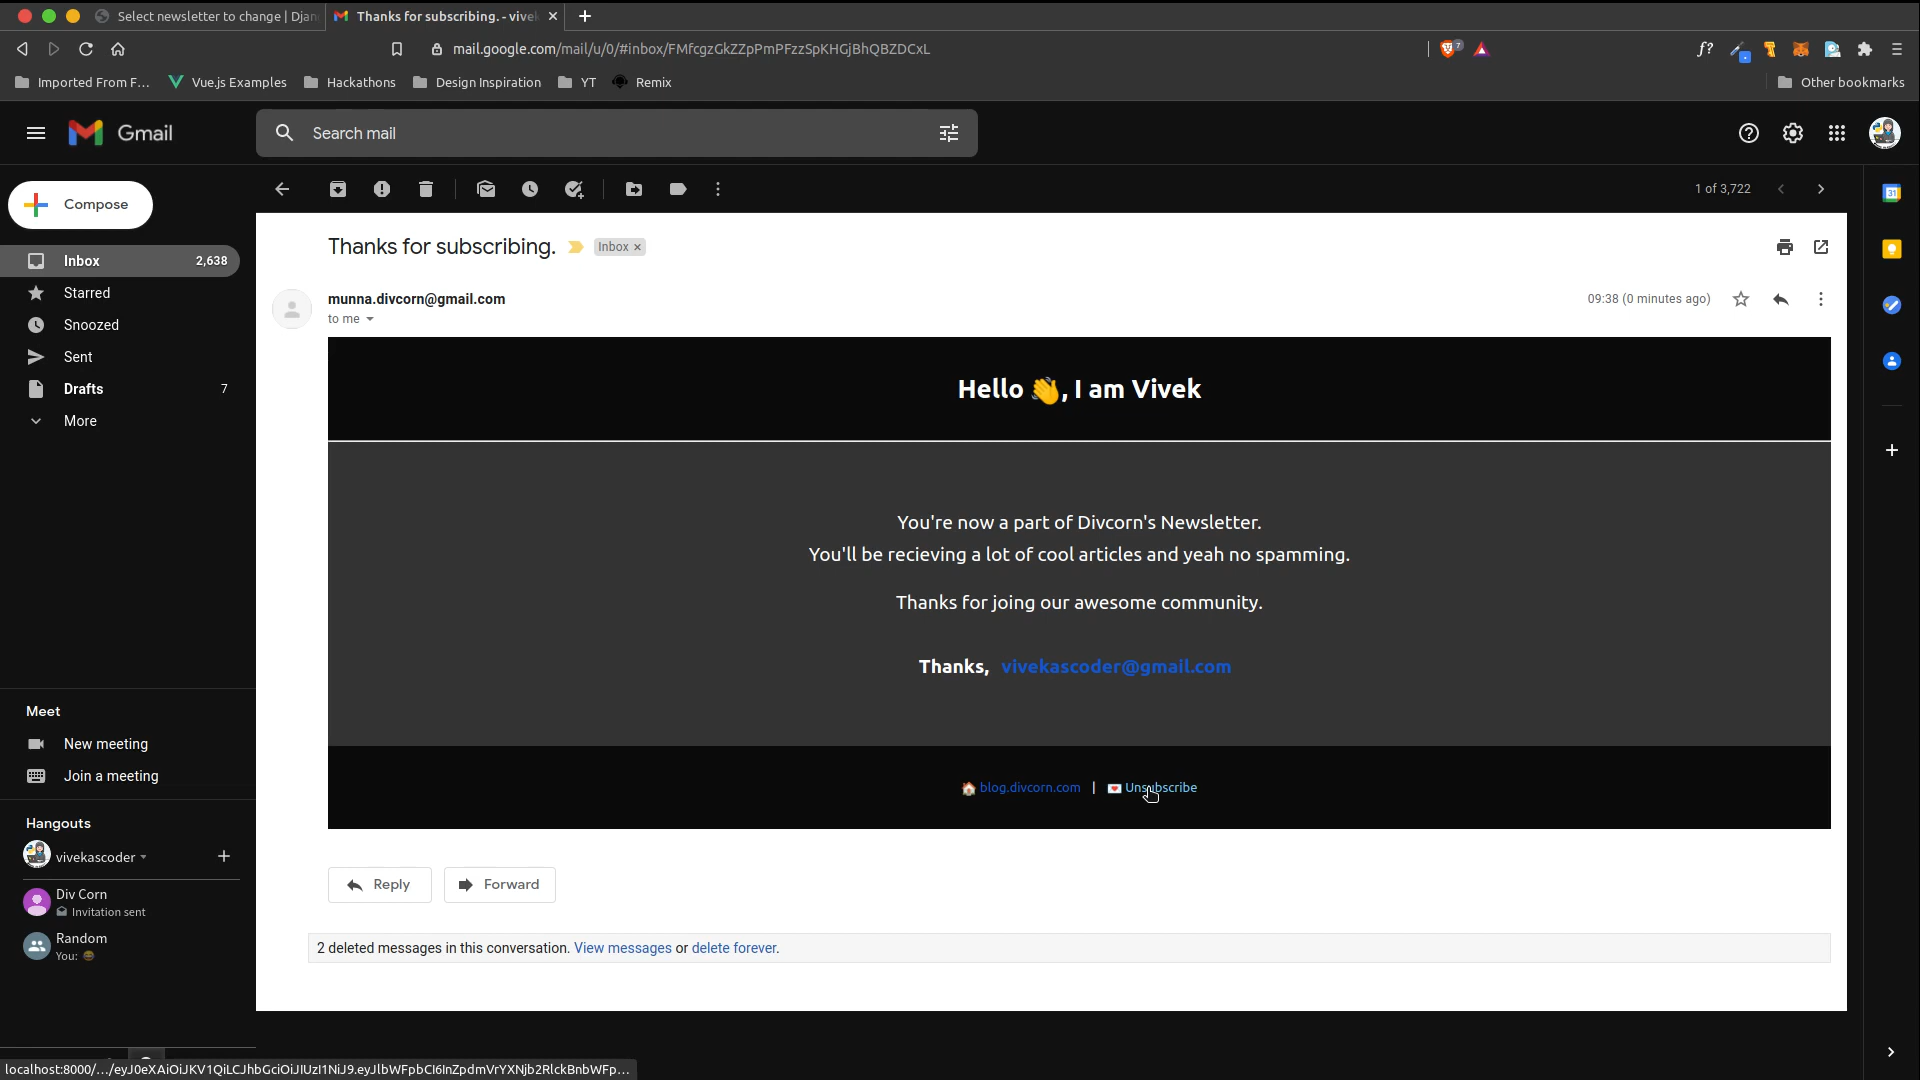 Select newsletter to change | Djan
Thanks for subscribing. - vivek
mail.google.com/mail/u/0/#inbox/FMfcgzGkZZpPmPFzzSpKHGjBhQBZDCxL
7
f?
Imported From F...
Vue.js Examples
Hackathons
Design Inspiration
YT
Remix
Other bookmarks
Gmail
Search mail
Compose
1 of 3,722
Inbox 2,638
Starred
Snoozed
Sent
Drafts 7
More
Thanks for subscribing.
Inbox ×
munna.divcorn@gmail.com
09:38 (0 minutes ago)
to me
Hello 👋, I am Vivek
You're now a part of Divcorn's Newsletter.
You'll be recieving a lot of cool articles and yeah no spamming.
Thanks for joing our awesome community.
Thanks, vivekascoder@gmail.com
🏠 blog.divcorn.com | 💌 Unsubscribe
Reply
Forward
2 deleted messages in this conversation. View messages or delete forever.
Meet
New meeting
Join a meeting
Hangouts
vivekascoder
Div Corn
Invitation sent
Random
You:
31
localhost:8000/.../eyJ0eXAiOiJKV1QiLCJhbGciOiJIUzI1NiJ9.eyJlbWFpbCI6InZpdmVrYXNjb2RlckBnbWFp...